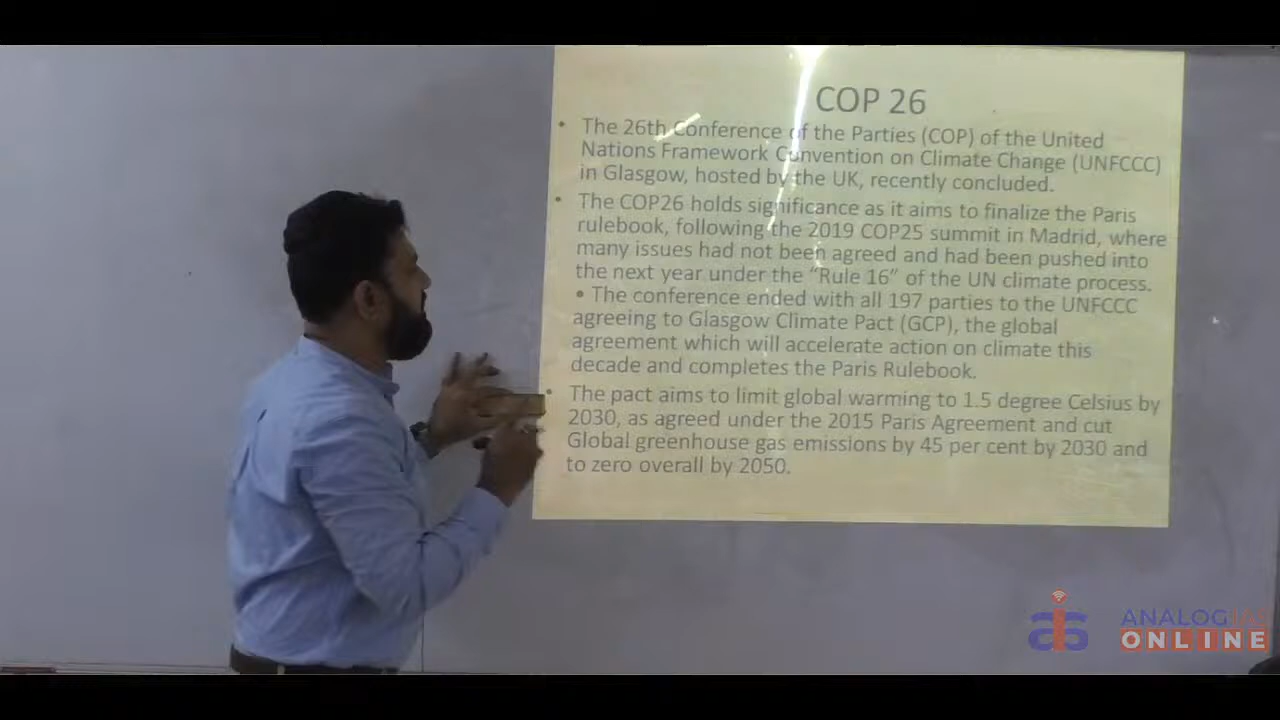 COP 26
• The 26th Conference of the Parties (COP) of the United
Nations Framework Convention on Climate Change (UNFCCC)
in Glasgow, hosted by the UK, recently concluded.
• The COP26 holds significance as it aims to finalize the Paris
rulebook, following the 2019 COP25 summit in Madrid, where
many issues had not been agreed and had been pushed into
the next year under the “Rule 16” of the UN climate process.
• The conference ended with all 197 parties to the UNFCCC
agreeing to Glasgow Climate Pact (GCP), the global
agreement which will accelerate action on climate this
decade and completes the Paris Rulebook.
• The pact aims to limit global warming to 1.5 degree Celsius by
2030, as agreed under the 2015 Paris Agreement and cut
Global greenhouse gas emissions by 45 per cent by 2030 and
to zero overall by 2050.
ANALOG IAS
ONLINE